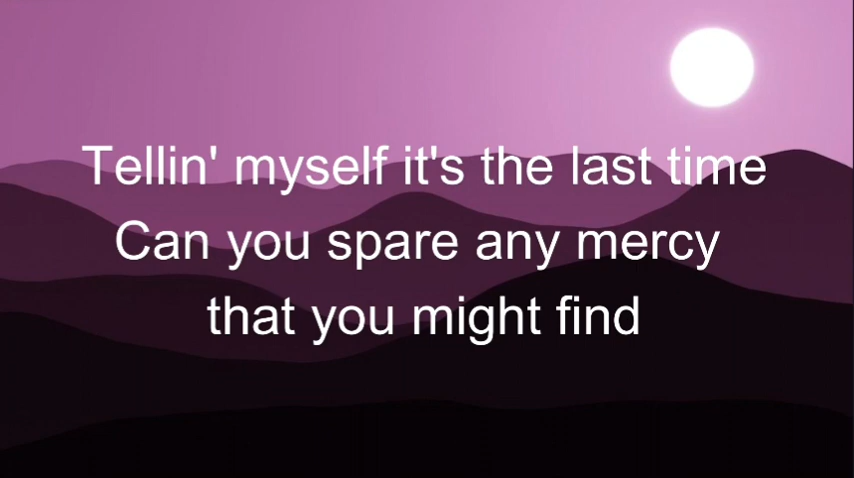 Tellin' myself it's the last time
Can you spare any mercy
that you might find